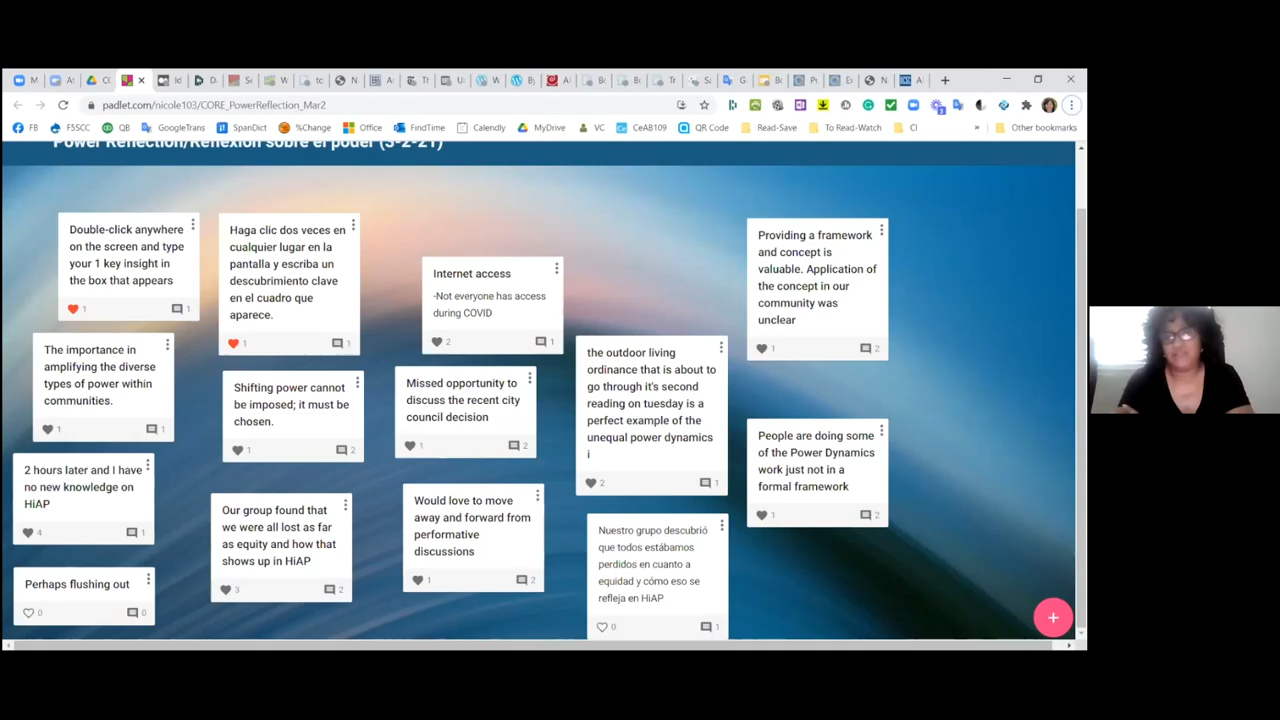 M
A
C
Id
D
S
W
to
N
A
T
U
W
B
A
B
B
T
S
G
B
P
E
N
A
padlet.com/nicole103/CORE_PowerReflection_Mar2
FB
F5SCC
QB
GoogleTrans
SpanDict
%Change
Office
FindTime
Calendly
MyDrive
VC
CeAB109
QR Code
Read-Save
To Read-Watch
Cl
»
Other bookmarks
Power Reflection/Reflexión sobre el poder (3-2-21)
Double-click anywhere
on the screen and type
your 1 key insight in
the box that appears
1
1
Haga clic dos veces en
cualquier lugar en la
pantalla y escriba un
descubrimiento clave
en el cuadro que
aparece.
1
1
Internet access
-Not everyone has access
during COVID
2
1
Providing a framework
and concept is
valuable. Application of
the concept in our
community was
unclear
1
2
The importance in
amplifying the diverse
types of power within
communities.
1
1
Shifting power cannot
be imposed; it must be
chosen.
1
2
Missed opportunity to
discuss the recent city
council decision
1
2
the outdoor living
ordinance that is about to
go through it's second
reading on tuesday is a
perfect example of the
unequal power dynamics
i
2
1
People are doing some
of the Power Dynamics
work just not in a
formal framework
1
2
2 hours later and I have
no new knowledge on
HiAP
4
1
Our group found that
we were all lost as far
as equity and how that
shows up in HiAP
3
2
Would love to move
away and forward from
performative
discussions
1
2
Nuestro grupo descubrió
que todos estábamos
perdidos en cuanto a
equidad y cómo eso se
refleja en HiAP
0
1
Perhaps flushing out
0
0